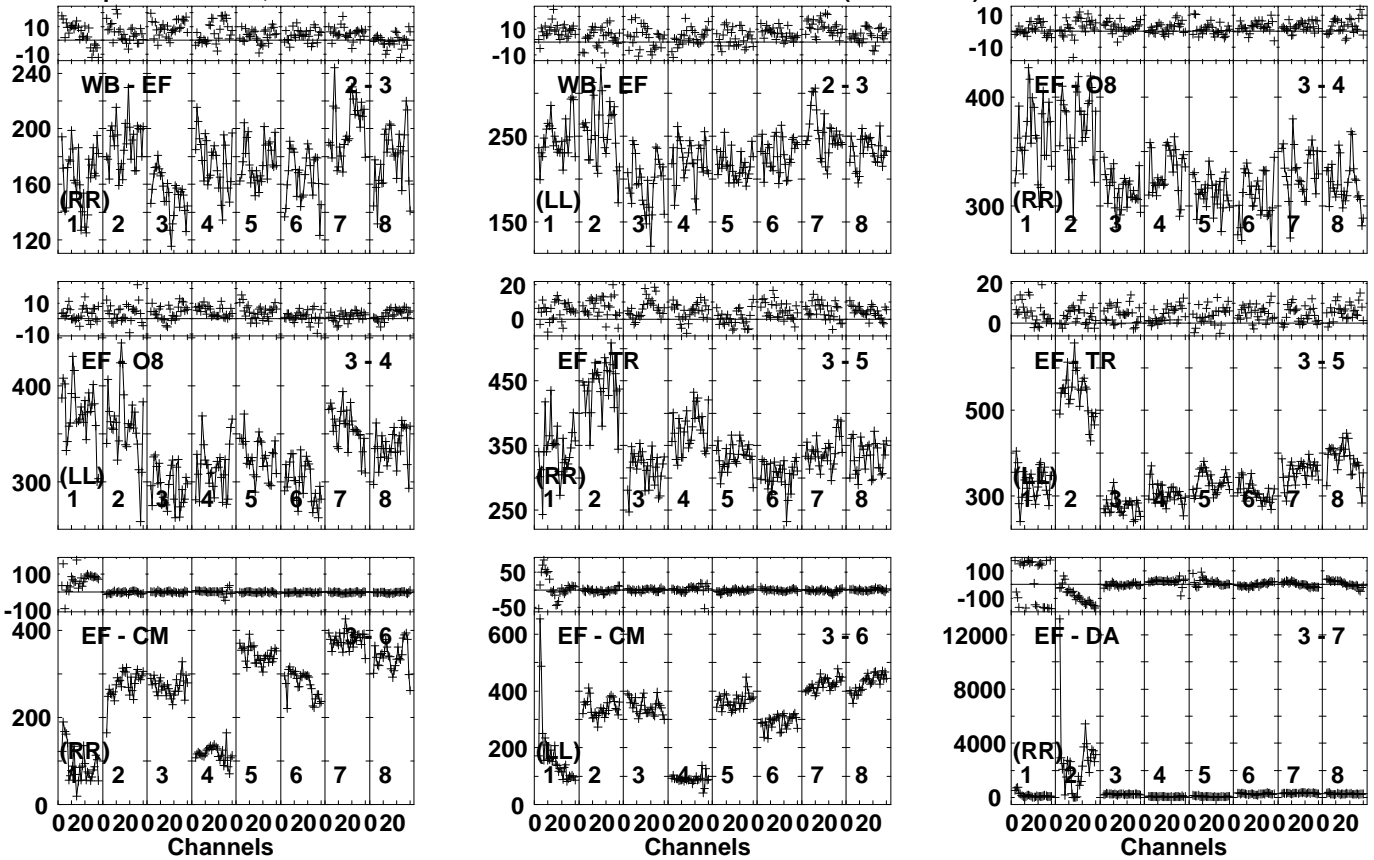 10 10 10
-10 -10 -10
240 WB - EF 2 - 3 WB - EF 2 - 3 EF - O8 3 - 4
400
200 250
160
(RR) (LL) 300 (RR)
1 2 3 4 5 6 7 8 150 1 2 3 4 5 6 7 8 1 2 3 4 5 6 7 8
120
10 20 20
-10 0 0
EF - O8 3 - 4 EF - TR 3 - 5 EF - TR 3 - 5
400 450 500
350
300 (LL) (RR) 300 (LL)
1 2 3 4 5 6 7 8 1 2 3 4 5 6 7 8 1 2 3 4 5 6 7 8
250
100 50 100
-100 -50 -100
400 EF - CM 3 - 6 600 EF - CM 3 - 6 12000 EF - DA 3 - 7
400 8000
200 200 4000
(RR) (LL) (RR)
1 2 3 4 5 6 7 8 1 2 3 4 5 6 7 8 1 2 3 4 5 6 7 8
0 0 0
0 20 0 20 0 20 0 20 0 20 0 20 0 20 0 20 0 20 0 20 0 20 0 20 0 20 0 20 0 20 0 20 0 20 0 20 0 20 0 20 0 20 0 20 0 20 0 20
Channels Channels Channels